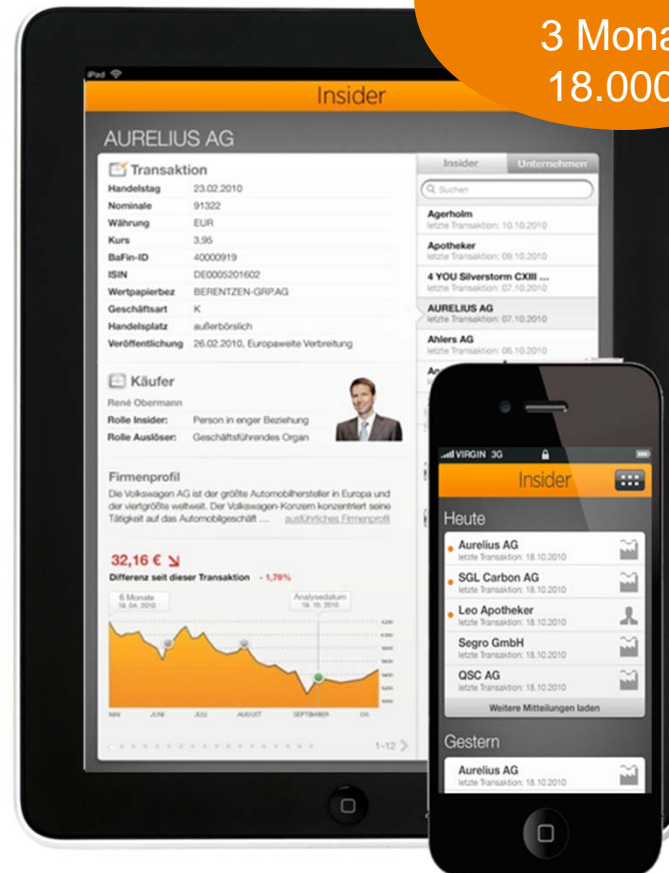 3 Mona
18.000
iPad
Insider
AURELIUS AG
Transaktion
Handelstag 23.02.2010
Nominale 91322
Währung EUR
Kurs 3,95
BaFin-ID 40000919
ISIN DE0005201602
Wertpapierbez BERENTZEN-GRP.AG
Geschäftsart K
Handelsplatz außerbörslich
Veröffentlichung 26.02.2010, Europaweite Verbreitung
Käufer
René Obermann
Rolle Insider: Person in enger Beziehung
Rolle Auslöser: Geschäftsführendes Organ
Firmenprofil
Die Volkswagen AG ist der größte Automobilhersteller in Europa und
der viertgrößte weltweit. Der Volkswagen-Konzern konzentriert seine
Tätigkeit auf das Automobilgeschäft ... ausführliches Firmenprofil
32,16 €
Differenz seit dieser Transaktion - 1,78%
6 Monate
18. 04. 2010
Analysedatum
18. 10. 2010
MAI JUNI JULI AUGUST SEPTEMBER
1-12
Insider Unternehmen
Suchen
Agerholm
letzte Transaktion: 10.10.2010
Apotheker
letzte Transaktion: 09.10.2010
4 YOU Silverstorm CXIII ...
letzte Transaktion: 07.10.2010
AURELIUS AG
letzte Transaktion: 07.10.2010
Ahlers AG
letzte Transaktion: 06.10.2010
VIRGIN 3G
Insider
Heute
Aurelius AG
letzte Transaktion: 18.10.2010
SGL Carbon AG
letzte Transaktion: 18.10.2010
Leo Apotheker
letzte Transaktion: 18.10.2010
Segro GmbH
letzte Transaktion: 18.10.2010
QSC AG
letzte Transaktion: 18.10.2010
Weitere Mitteilungen laden
Gestern
Aurelius AG
letzte Transaktion: 18.10.2010